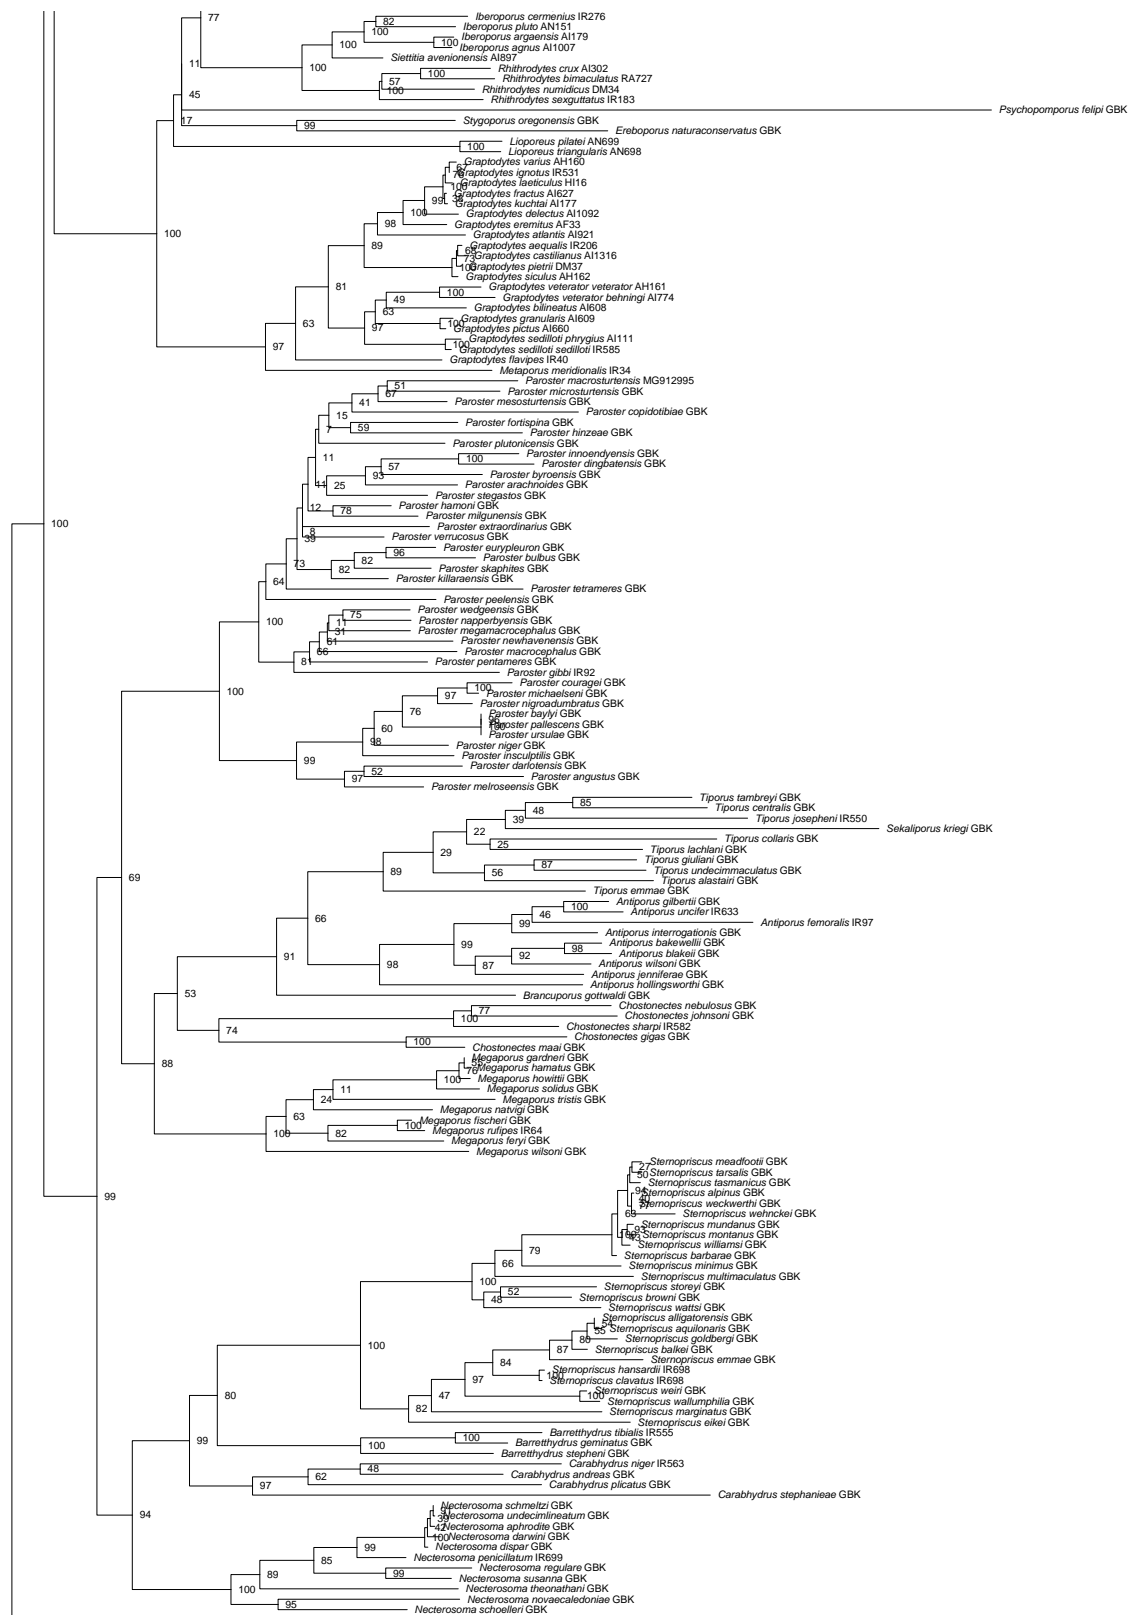 77
82
Iberoporus cermenius IR276
Iberoporus pluto AN151
100
Iberoporus argaensis AI179
100
Iberoporus agnus AI1007
11
100
Siettitia avenionensis AI897
100
Rhithrodytes crux AI302
Rhithrodytes bimaculatus RA727
57
100
Rhithrodytes numidicus DM34
Rhithrodytes sexguttatus IR183
45
Psychopomporus felipi GBK
17
Stygoporus oregonensis GBK
99
Ereboporus naturaconservatus GBK
Lioporeus pilatei AN699
100
Lioporeus triangularis AN698
Graptodytes varius AH160
67
Graptodytes ignotus IR531
76
Graptodytes laeticulus HI16
100
Graptodytes fractus AI627
99
38
Graptodytes kuchtai AI177
100
Graptodytes delectus AI1092
98
Graptodytes eremitus AF33
100
Graptodytes atlantis AI921
89
Graptodytes aequalis IR206
68
Graptodytes castilianus AI1316
73
Graptodytes pietrii DM37
100
Graptodytes siculus AH162
81
Graptodytes veterator veterator AH161
100
Graptodytes veterator behningi AI774
49
63
Graptodytes bilineatus AI608
Graptodytes granularis AI609
100
97
Graptodytes pictus AI660
63
Graptodytes sedilloti phrygius AI111
100
Graptodytes sedilloti sedilloti IR585
97
Graptodytes flavipes IR40
Metaporus meridionalis IR34
Paroster macrosturtensis MG912995
51
67
Paroster microsturtensis GBK
41
Paroster mesosturtensis GBK
15
Paroster copidotibiae GBK
Paroster fortispina GBK
7
59
Paroster hinzeae GBK
Paroster plutonicensis GBK
11
Paroster innoendyensis GBK
100
Paroster dingbatensis GBK
57
93
Paroster byroensis GBK
11
25
Paroster arachnoides GBK
Paroster stegastos GBK
12
Paroster hamoni GBK
78
Paroster milgunensis GBK
100
Paroster extraordinarius GBK
8
39
Paroster verrucosus GBK
Paroster eurypleuron GBK
96
73
82
Paroster bulbus GBK
82
Paroster skaphites GBK
Paroster killaraensis GBK
64
Paroster tetrameres GBK
Paroster peelensis GBK
Paroster wedgeensis GBK
75
100
11
Paroster napperbyensis GBK
31
Paroster megamacrocephalus GBK
61
Paroster newhavenensis GBK
66
Paroster macrocephalus GBK
81
Paroster pentameres GBK
Paroster gibbi IR92
Paroster couragei GBK
100
100
97
Paroster michaelseni GBK
Paroster nigroadumbratus GBK
76
Paroster baylyi GBK
Paroster pallescens GBK
60
100
Paroster ursulae GBK
98
Paroster niger GBK
99
Paroster insculptilis GBK
Paroster darlotensis GBK
52
97
Paroster angustus GBK
Paroster melroseensis GBK
Tiporus tambreyi GBK
85
48
Tiporus centralis GBK
39
Tiporus josepheni IR550
22
Sekaliporus kriegi GBK
Tiporus collaris GBK
25
Tiporus lachlani GBK
29
Tiporus giuliani GBK
87
56
Tiporus undecimmaculatus GBK
69
89
Tiporus alastairi GBK
Tiporus emmae GBK
Antiporus gilbertii GBK
100
66
46
Antiporus uncifer IR633
99
Antiporus femoralis IR97
Antiporus interrogationis GBK
99
Antiporus bakewellii GBK
98
91
92
Antiporus blakeii GBK
98
87
Antiporus wilsoni GBK
Antiporus jenniferae GBK
Antiporus hollingsworthi GBK
53
Brancuporus gottwaldi GBK
Chostonectes nebulosus GBK
77
100
Chostonectes johnsoni GBK
74
Chostonectes sharpi IR582
Chostonectes gigas GBK
100
Chostonectes maai GBK
88
Megaporus gardneri GBK
Megaporus hamatus GBK
76
100
Megaporus howittii GBK
11
Megaporus solidus GBK
24
Megaporus tristis GBK
63
Megaporus natvigi GBK
Megaporus fischeri GBK
100
100
82
Megaporus rufipes IR64
Megaporus feryi GBK
Megaporus wilsoni GBK
Sternopriscus meadfootii GBK
27
Sternopriscus tarsalis GBK
50
Sternopriscus tasmanicus GBK
94
Sternopriscus alpinus GBK
99
Sternopriscus weckwerthi GBK
77
63
Sternopriscus wehnckei GBK
Sternopriscus mundanus GBK
93
100
Sternopriscus montanus GBK
79
Sternopriscus williamsi GBK
Sternopriscus barbarae GBK
66
Sternopriscus minimus GBK
100
Sternopriscus multimaculatus GBK
Sternopriscus storeyi GBK
52
48
Sternopriscus browni GBK
Sternopriscus wattsi GBK
Sternopriscus alligatorensis GBK
54
Sternopriscus aquilonaris GBK
55
100
80
Sternopriscus goldbergi GBK
87
Sternopriscus balkei GBK
84
Sternopriscus emmae GBK
Sternopriscus hansardii IR698
100
97
Sternopriscus clavatus IR698
Sternopriscus weiri GBK
80
47
100
Sternopriscus wallumphilia GBK
82
Sternopriscus marginatus GBK
Sternopriscus eikei GBK
Barretthydrus tibialis IR555
100
99
100
Barretthydrus geminatus GBK
Barretthydrus stepheni GBK
Carabhydrus niger IR563
48
62
Carabhydrus andreas GBK
97
Carabhydrus plicatus GBK
Carabhydrus stephanieae GBK
94
Necterosoma schmeltzi GBK
91
Necterosoma undecimlineatum GBK
39
Necterosoma aphrodite GBK
42
Necterosoma darwini GBK
100
99
Necterosoma dispar GBK
85
Necterosoma penicillatum IR699
89
Necterosoma regulare GBK
99
Necterosoma susanna GBK
100
Necterosoma theonathani GBK
Necterosoma novaecaledoniae GBK
95
Necterosoma schoelleri GBK